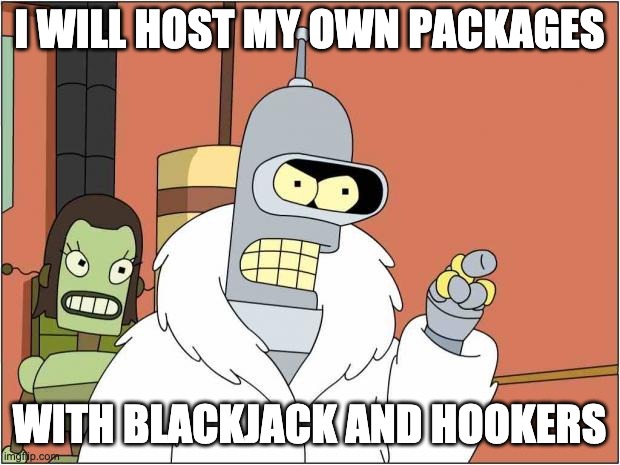 I WILL HOST MY OWN PACKAGES
WITH BLACKJACK AND HOOKERS
imgflip.com